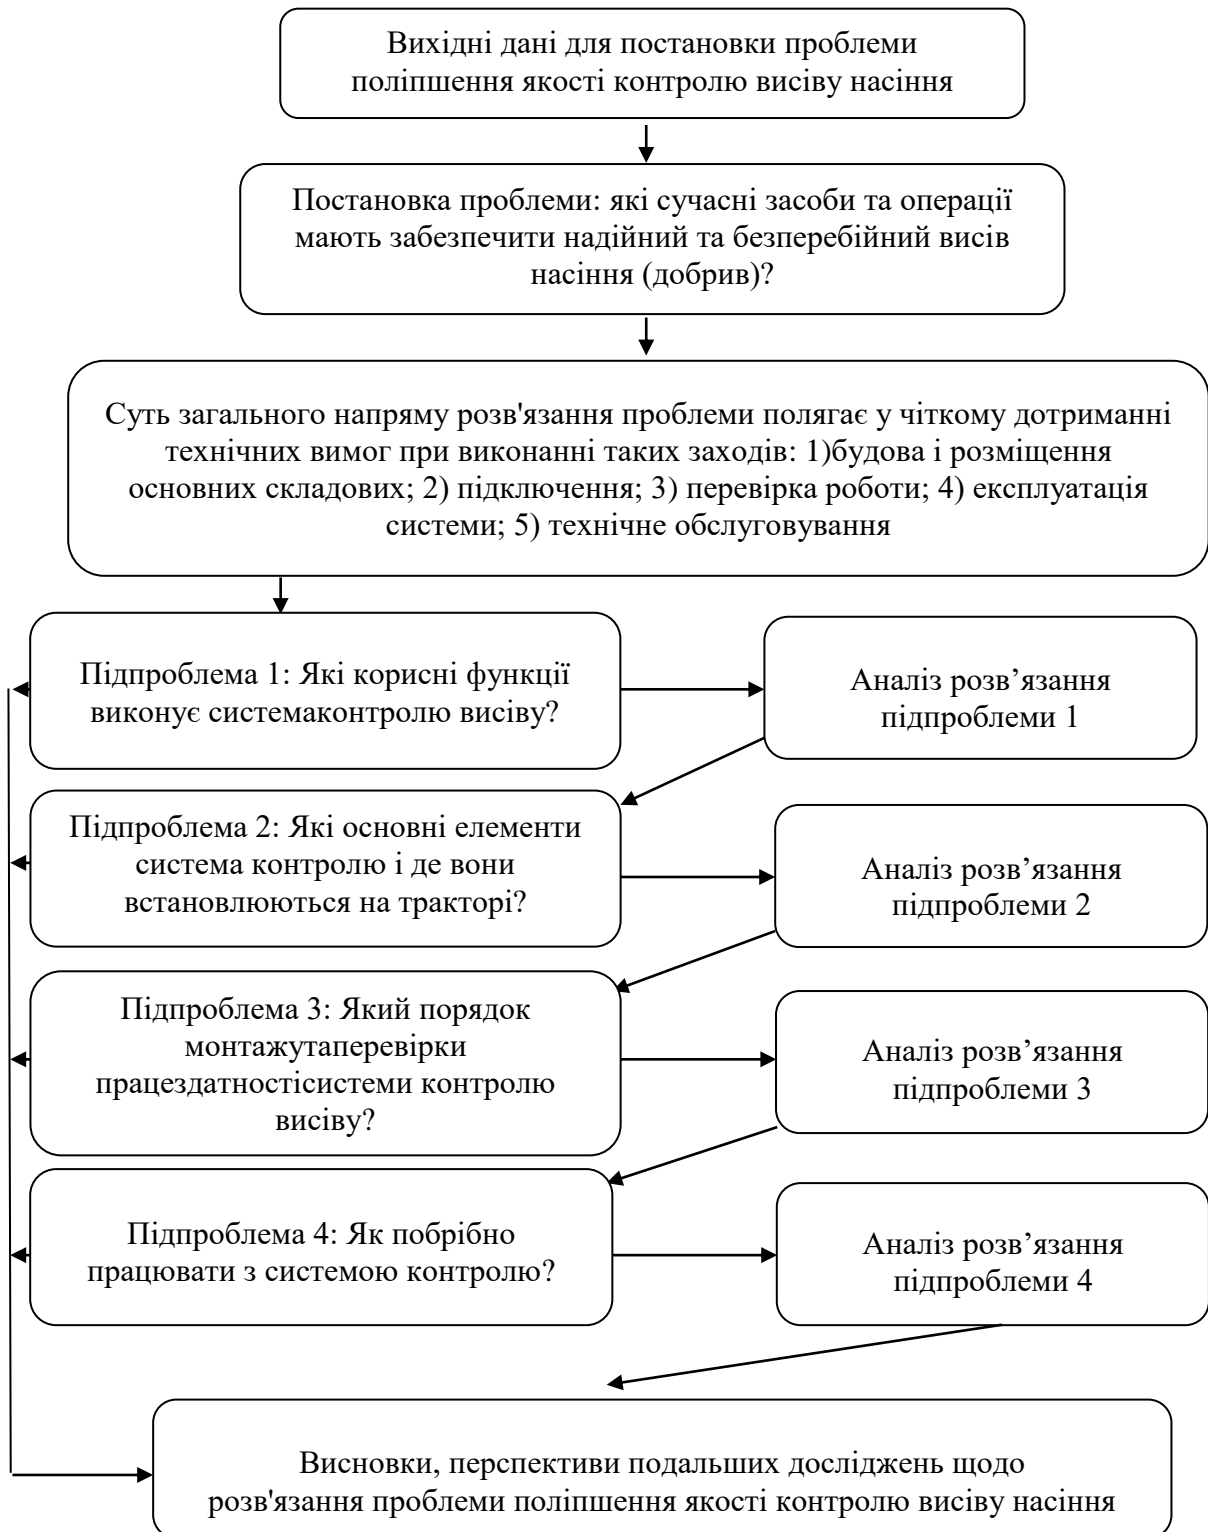 Вихідні дані для постановки проблеми
поліпшення якості контролю висіву насіння
Постановка проблеми: які сучасні засоби та операції
мають забезпечити надійний та безперебійний висів
насіння (добрив)?
Суть загального напряму розв'язання проблеми полягає у чіткому дотриманні
технічних вимог при виконанні таких заходів: 1)будова і розміщення
основних складових; 2) підключення; 3) перевірка роботи; 4) експлуатація
системи; 5) технічне обслуговування
Підпроблема 1: Які корисні функції
виконує системаконтролю висіву?
Аналіз розв’язання
підпроблеми 1
Підпроблема 2: Які основні елементи
система контролю і де вони
встановлюються на тракторі?
Аналіз розв’язання
підпроблеми 2
Підпроблема 3: Який порядок
монтажутаперевірки
працездатностісистеми контролю
висіву?
Аналіз розв’язання
підпроблеми 3
Підпроблема 4: Як побрібно
працювати з системою контролю?
Аналіз розв’язання
підпроблеми 4
Висновки, перспективи подальших досліджень щодо
розв'язання проблеми поліпшення якості контролю висіву насіння